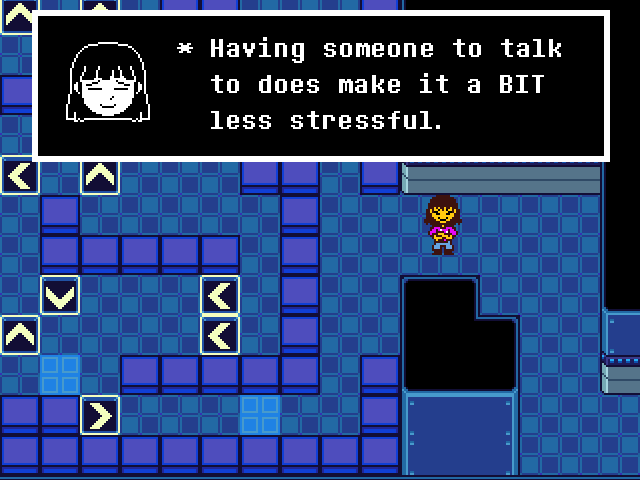 * Having someone to talk
to does make it a BIT
less stressful.